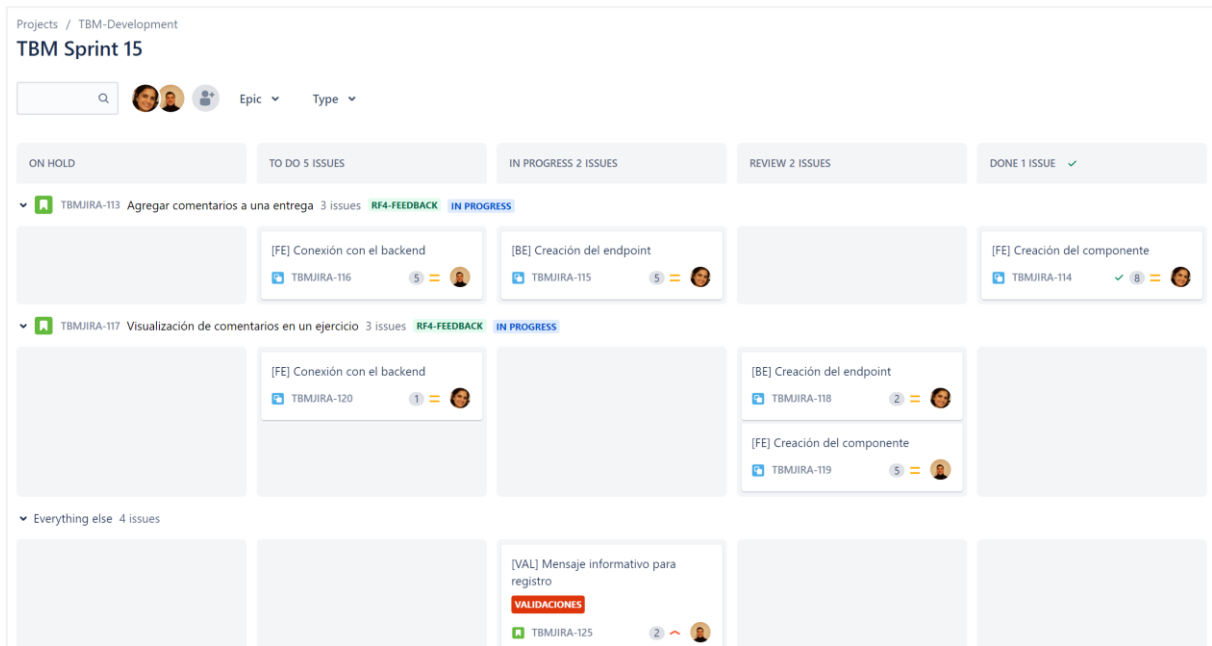 Projects / TBM-Development
TBM Sprint 15
Epic
Type
ON HOLD
TO DO 5 ISSUES
IN PROGRESS 2 ISSUES
REVIEW 2 ISSUES
DONE 1 ISSUE
TBMJIRA-113 Agregar comentarios a una entrega 3 issues RF4-FEEDBACK IN PROGRESS
[FE] Conexión con el backend
TBMJIRA-116 5
[BE] Creación del endpoint
TBMJIRA-115 5
[FE] Creación del componente
TBMJIRA-114 8
TBMJIRA-117 Visualización de comentarios en un ejercicio 3 issues RF4-FEEDBACK IN PROGRESS
[FE] Conexión con el backend
TBMJIRA-120 1
[BE] Creación del endpoint
TBMJIRA-118 2
[FE] Creación del componente
TBMJIRA-119 5
Everything else 4 issues
[VAL] Mensaje informativo para
registro
VALIDACIONES
TBMJIRA-125 2